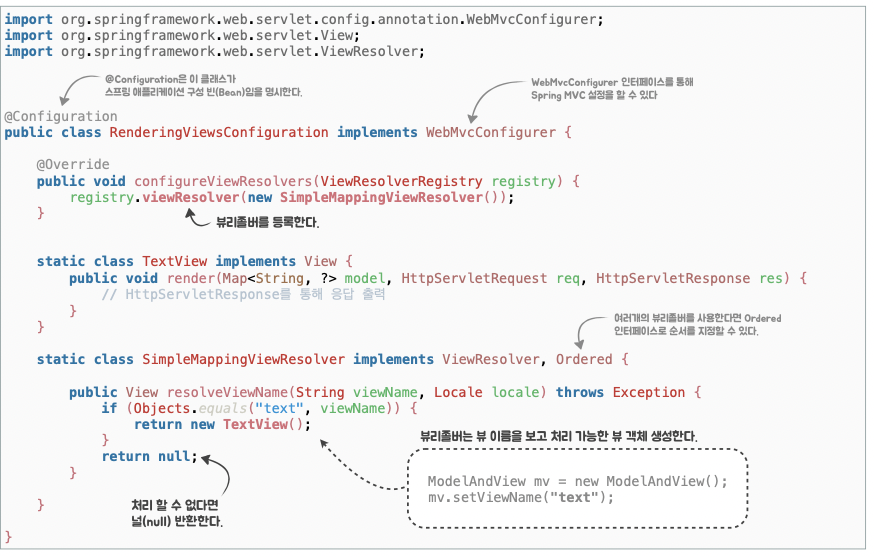 import org.springframework.web.servlet.config.annotation.WebMvcConfigurer;
import org.springframework.web.servlet.View;
import org.springframework.web.servlet.ViewResolver;
@Configuration은 이 클래스가
스프링 애플리케이션 구성 빈(Bean)임을 명시한다.
WebMvcConfigurer 인터페이스를 통해
Spring MVC 설정을 할 수 있다
@Configuration
public class RenderingViewsConfiguration implements WebMvcConfigurer {
@Override
public void configureViewResolvers(ViewResolverRegistry registry) {
registry.viewResolver(new SimpleMappingViewResolver());
}
뷰리졸버를 등록한다.
static class TextView implements View {
public void render(Map<String, ?> model, HttpServletRequest req, HttpServletResponse res) {
// HttpServletResponse를 통해 응답 출력
}
}
여러개의 뷰리졸버를 사용한다면 Ordered
인터페이스로 순서를 지정할 수 있다.
static class SimpleMappingViewResolver implements ViewResolver, Ordered {
public View resolveViewName(String viewName, Locale locale) throws Exception {
if (Objects.equals("text", viewName)) {
return new TextView();
}
return null;
}
뷰리졸버는 뷰 이름을 보고 처리 가능한 뷰 객체 생성한다.
ModelAndView mv = new ModelAndView();
mv.setViewName("text");
처리 할 수 없다면
널(null) 반환한다.
}
}